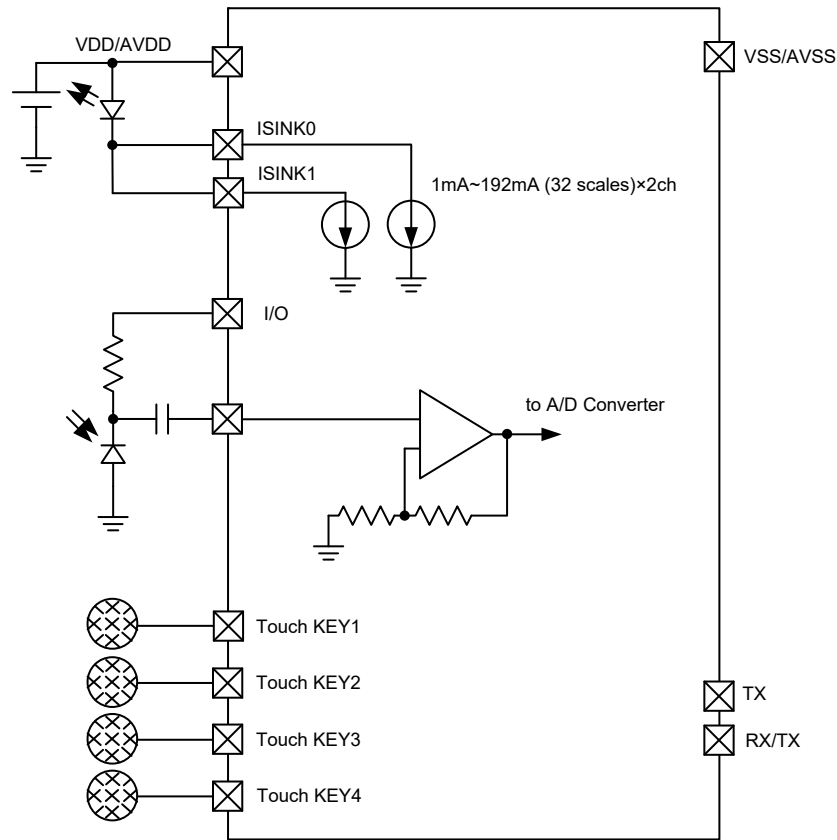 VDD/AVDD
VSS/AVSS
ISINK0
ISINK1
1mA~192mA (32 scales)×2ch
I/O
to A/D Converter
Touch KEY1
Touch KEY2
Touch KEY3
Touch KEY4
TX
RX/TX